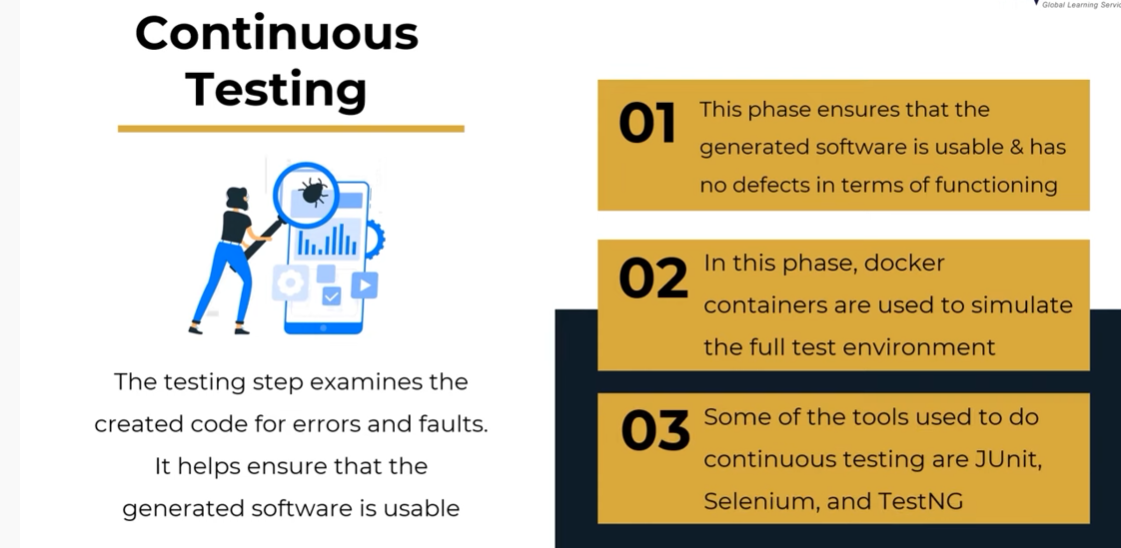 Global Learning Servic
Continuous
Testing
The testing step examines the
created code for errors and faults.
It helps ensure that the
generated software is usable
01
This phase ensures that the
generated software is usable & has
no defects in terms of functioning
02
In this phase, docker
containers are used to simulate
the full test environment
03
Some of the tools used to do
continuous testing are JUnit,
Selenium, and TestNG